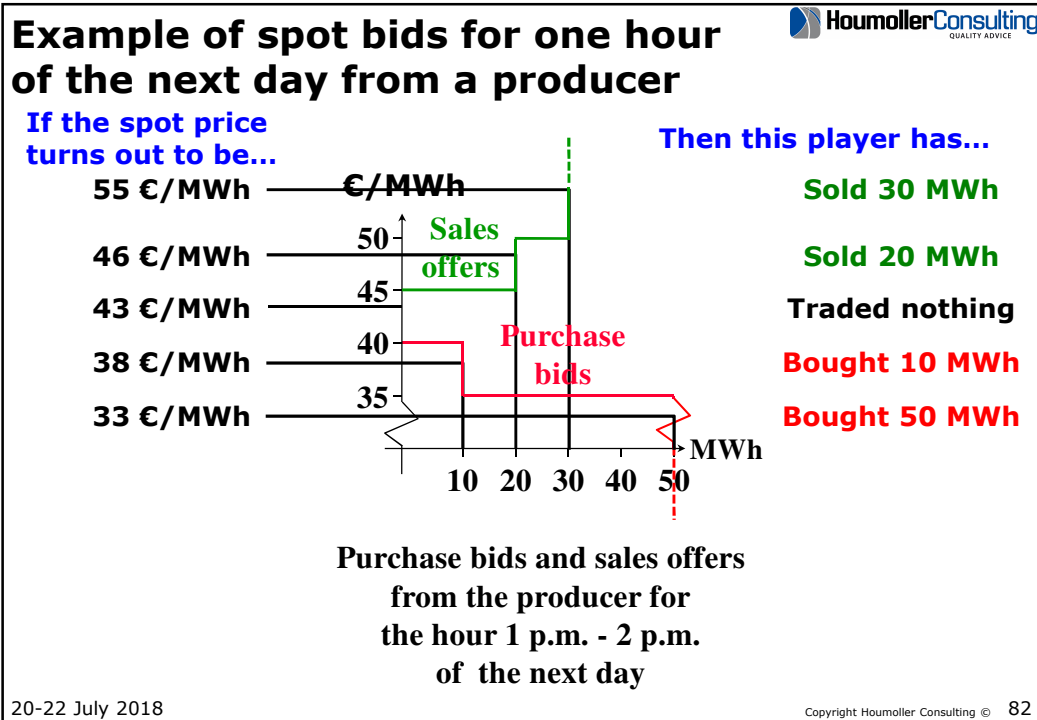 Example of spot bids for one hour
of the next day from a producer
HoumollerConsulting
QUALITY ADVICE
If the spot price
turns out to be...
Then this player has...
55 €/MWh
€/MWh
Sold 30 MWh
50
Sales
offers
46 €/MWh
Sold 20 MWh
45
43 €/MWh
Traded nothing
40
Purchase
bids
38 €/MWh
Bought 10 MWh
35
33 €/MWh
Bought 50 MWh
MWh
10 20 30 40 50
Purchase bids and sales offers
from the producer for
the hour 1 p.m. - 2 p.m.
of the next day
20-22 July 2018
Copyright Houmoller Consulting © 82